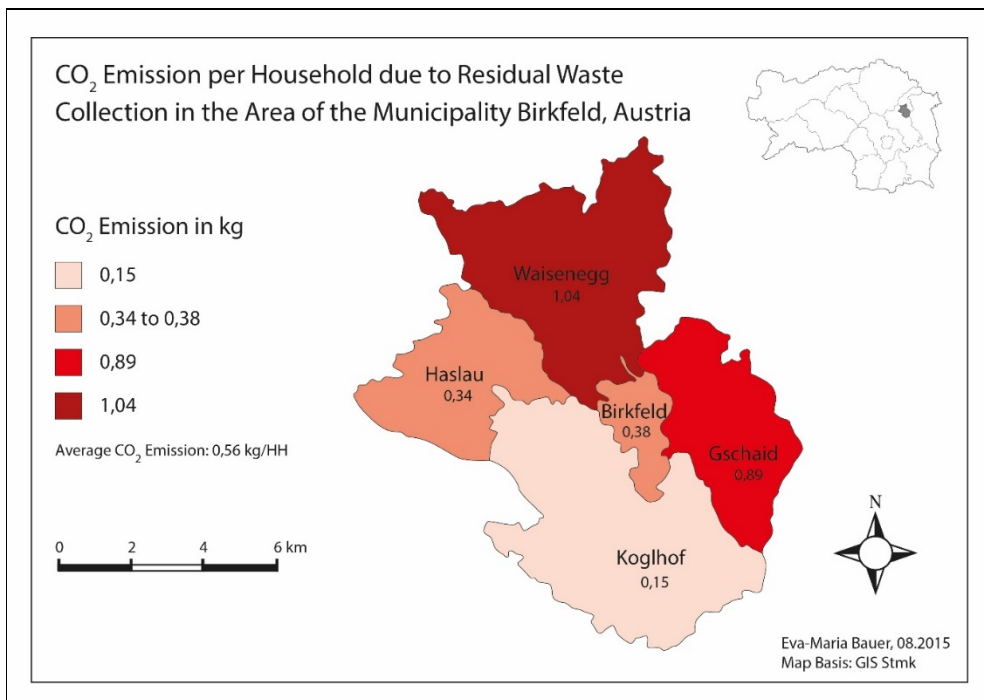 CO₂ Emission per Household due to Residual Waste
Collection in the Area of the Municipality Birkfeld, Austria
CO₂ Emission in kg
0,15
0,34 to 0,38
0,89
1,04
Average CO₂ Emission: 0,56 kg/HH
0 2 4 6 km
Waisenegg
1,04
Haslau
0,34
Birkfeld
0,38
Gschaid
0,89
Koglhof
0,15
N
Eva-Maria Bauer, 08.2015
Map Basis: GIS Stmk